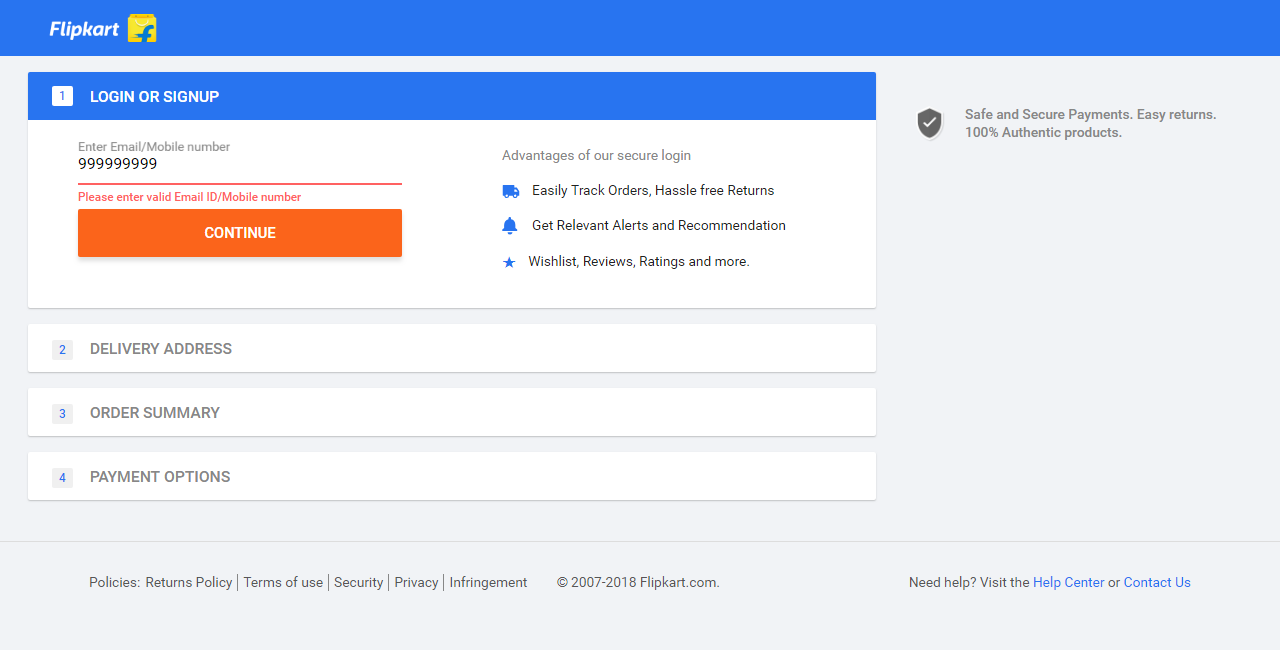 Flipkart
1 LOGIN OR SIGNUP
Enter Email/Mobile number
999999999
Please enter valid Email ID/Mobile number
CONTINUE
Advantages of our secure login
Easily Track Orders, Hassle free Returns
Get Relevant Alerts and Recommendation
Wishlist, Reviews, Ratings and more.
Safe and Secure Payments. Easy returns.
100% Authentic products.
2 DELIVERY ADDRESS
3 ORDER SUMMARY
4 PAYMENT OPTIONS
Policies: Returns Policy | Terms of use | Security | Privacy | Infringement © 2007-2018 Flipkart.com. Need help? Visit the Help Center or Contact Us